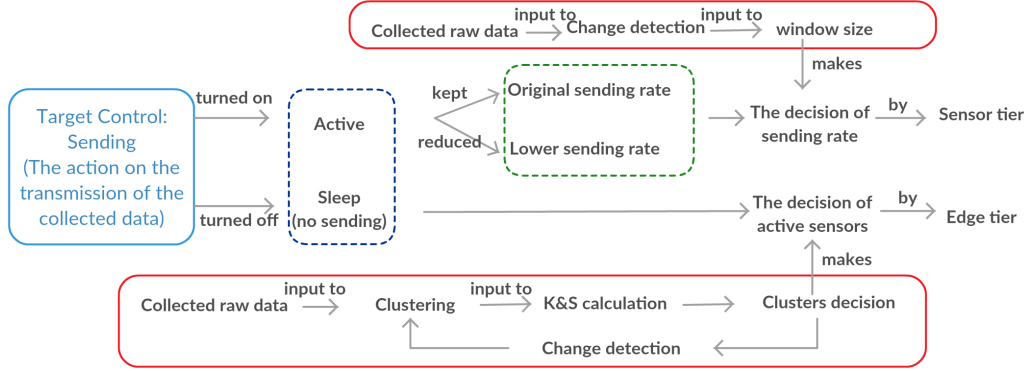 input to
input to
Collected raw data
Change detection
window size
makes
Target Control:
Sending
(The action on the
transmission of the
collected data)
turned on
turned off
Active
Sleep
(no sending)
kept
reduced
Original sending rate
Lower sending rate
The decision of
sending rate
by
Sensor tier
The decision of
active sensors
by
Edge tier
makes
Collected raw data
input to
Clustering
input to
K&S calculation
Clusters decision
Change detection